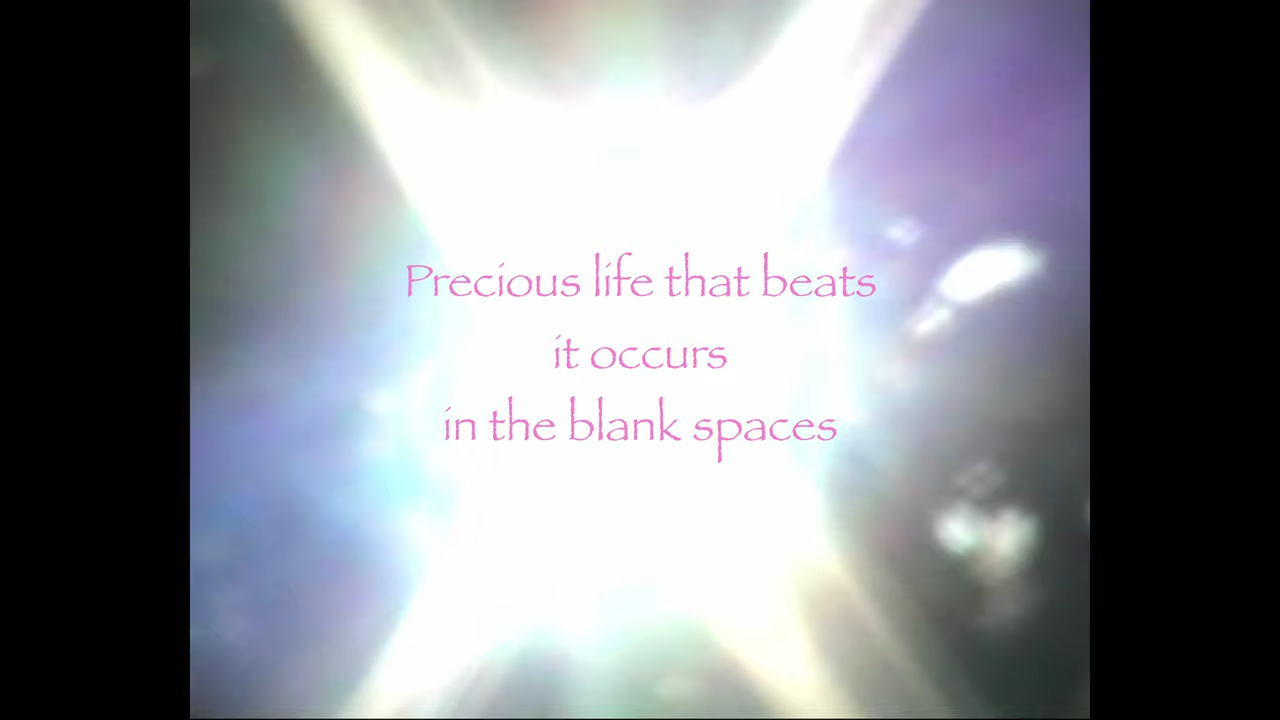 Precious life that beats
it occurs
in the blank spaces